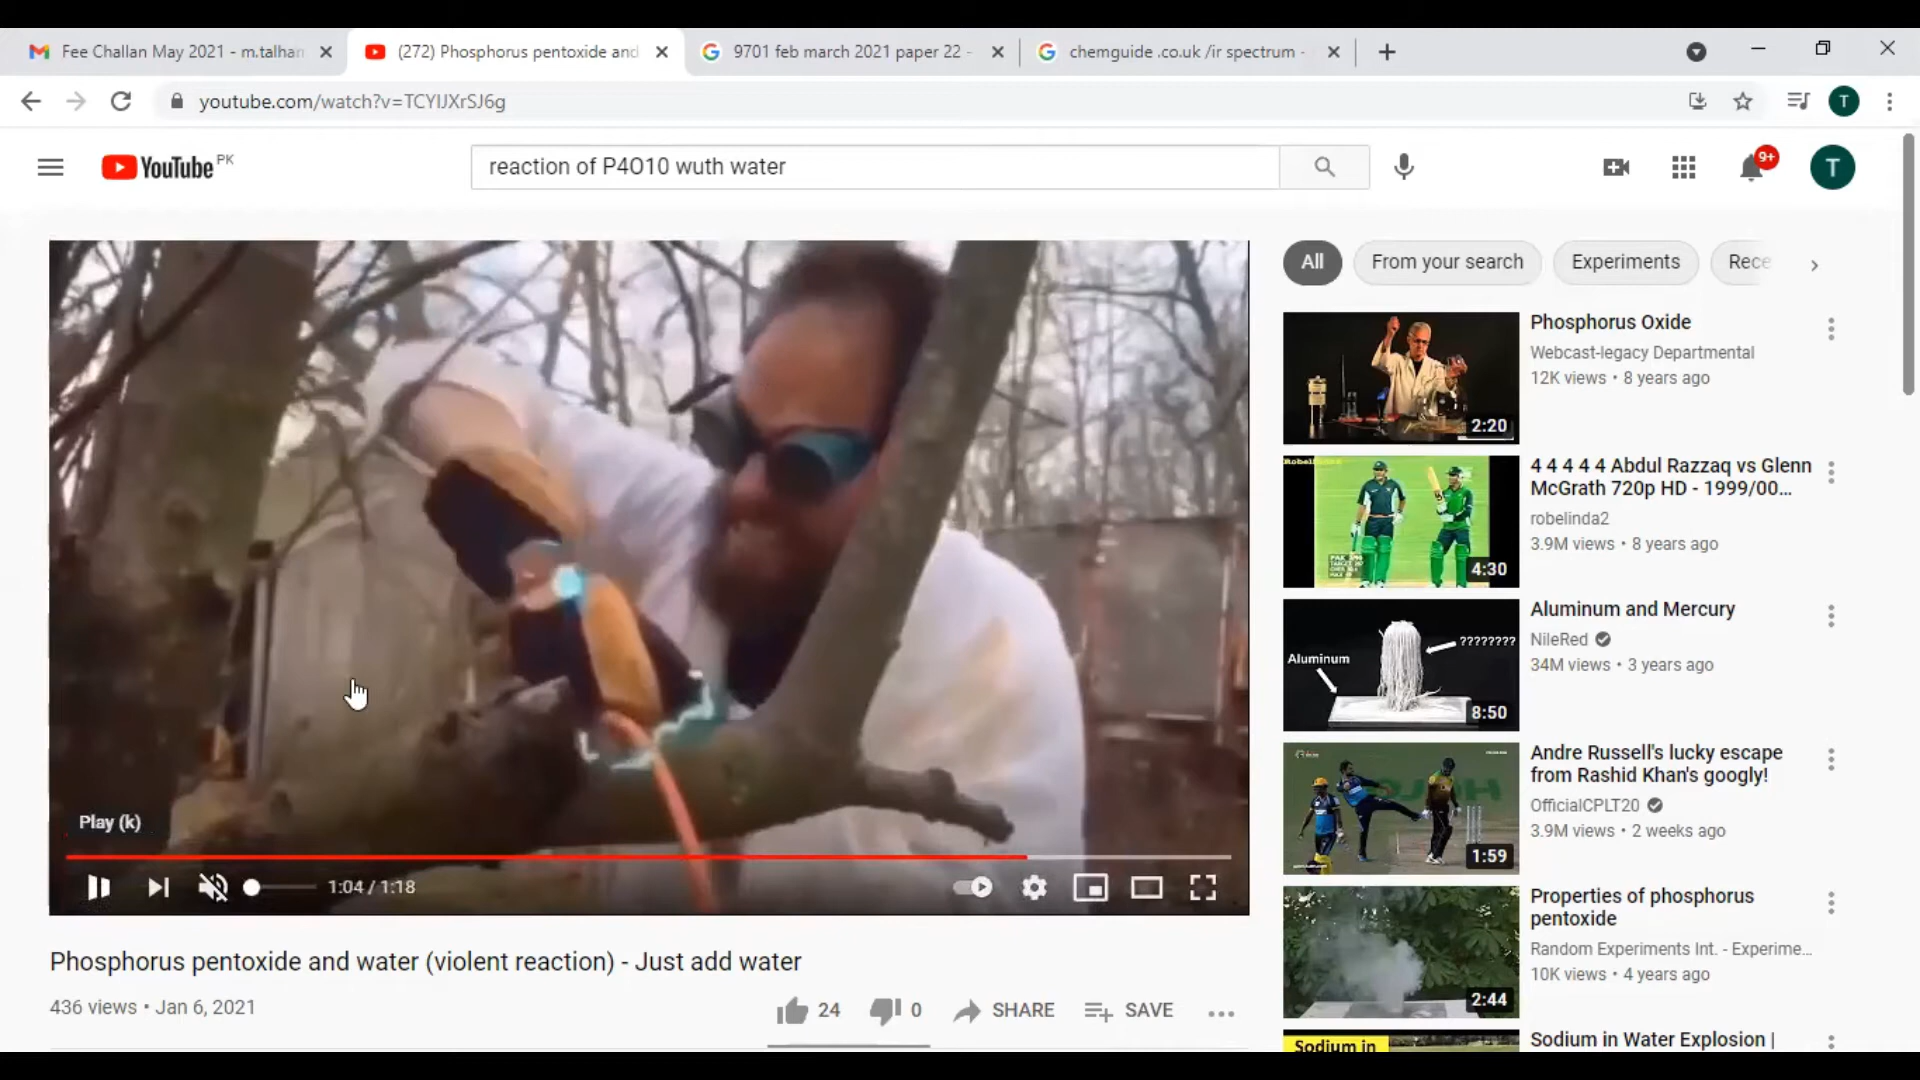 Fee Challan May 2021 - m.talhan
(272) Phosphorus pentoxide and
9701 feb march 2021 paper 22 -
chemguide .co.uk /ir spectrum -
youtube.com/watch?v=TCYIJXrSJ6g
T
YouTube PK
reaction of P4O10 wuth water
9+
T
All
From your search
Experiments
Rece
Phosphorus Oxide
Webcast-legacy Departmental
12K views • 8 years ago
2:20
4 4 4 4 4 Abdul Razzaq vs Glenn
McGrath 720p HD - 1999/00...
robelinda2
3.9M views • 8 years ago
4:30
Aluminum and Mercury
NileRed
34M views • 3 years ago
Aluminum
????????
8:50
Andre Russell's lucky escape
from Rashid Khan's googly!
OfficialCPLT20
3.9M views • 2 weeks ago
1:59
Properties of phosphorus
pentoxide
Random Experiments Int. - Experime...
10K views • 4 years ago
2:44
Sodium in Water Explosion |
Sodium in
Play (k)
1:04 / 1:18
Phosphorus pentoxide and water (violent reaction) - Just add water
436 views • Jan 6, 2021
24
0
SHARE
SAVE